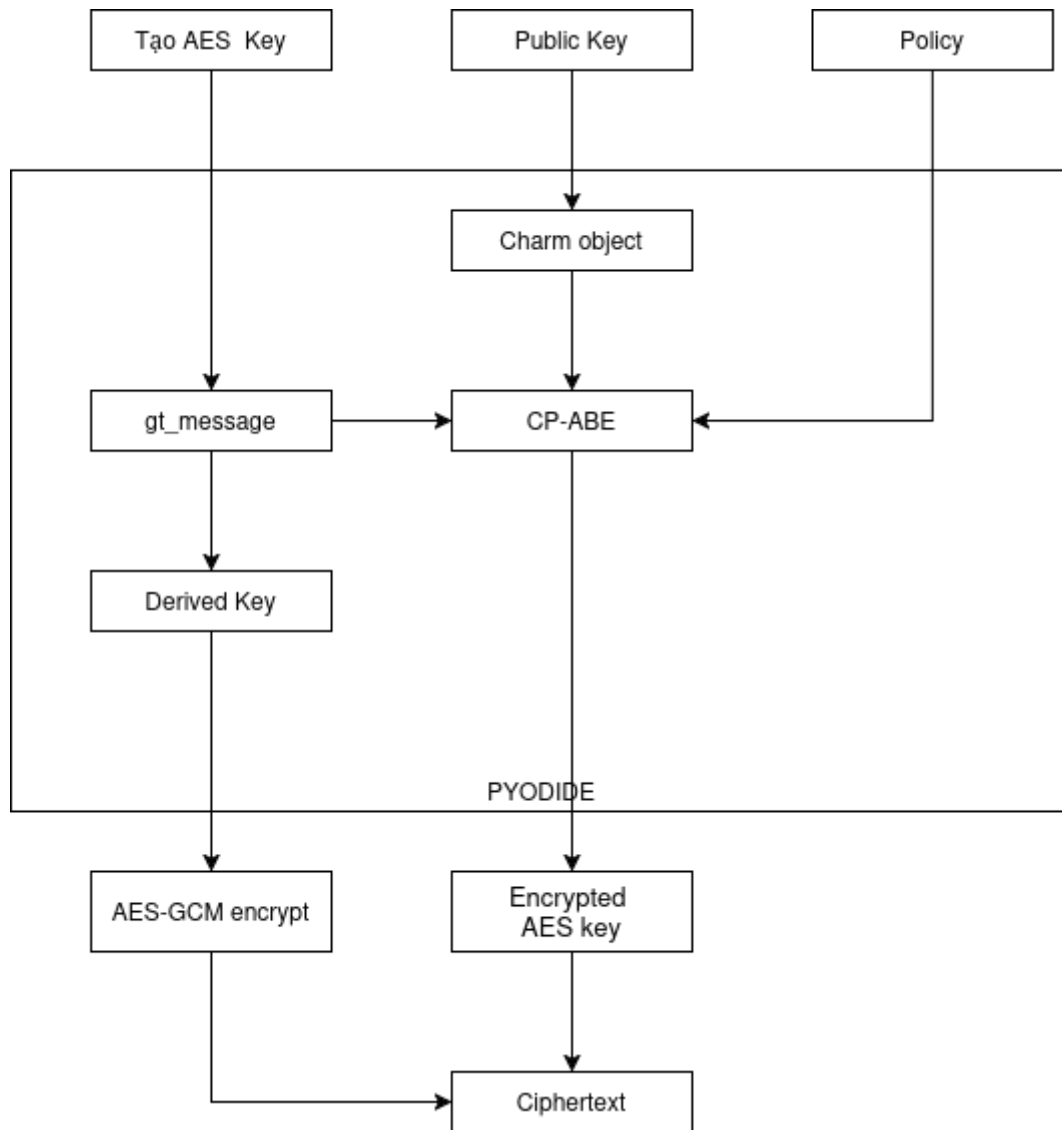 Tạo AES  Key
Public Key
Policy
Charm object
gt_message
CP-ABE
Derived Key
PYODIDE
AES-GCM encrypt
Encrypted
AES key
Ciphertext